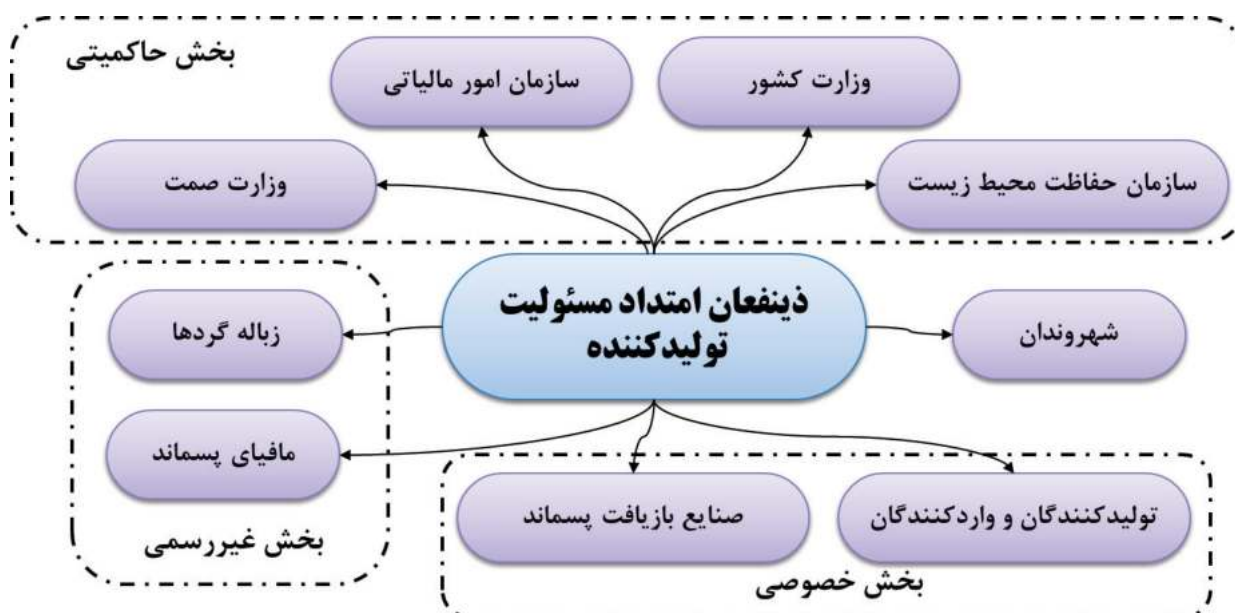 بخش حاکمیتی
وزارت کشور
سازمان امور مالیاتی
سازمان حفاظت محیط زیست
وزارت صمت
ذینفعان امتداد مسئولیت
تولیدکننده
شهروندان
زباله گردها
مافیای پسماند
بخش غیررسمی
تولیدکنندگان و واردکنندگان
صنایع بازیافت پسماند
بخش خصوصی